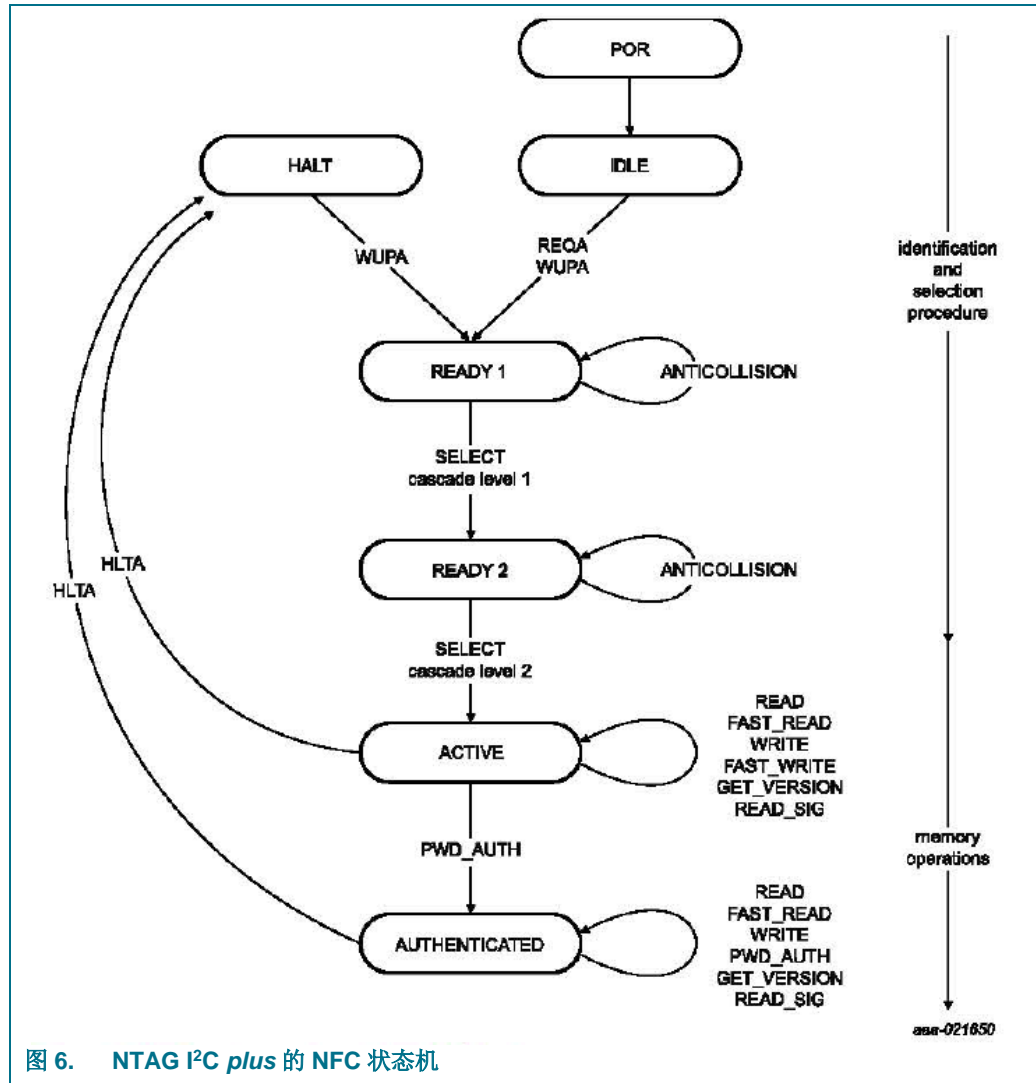 POR
HALT
IDLE
WUPA
REQA
WUPA
identification
and
selection
procedure
READY 1
ANTICOLLISION
SELECT
cascade level 1
READY 2
ANTICOLLISION
HLTA
HLTA
SELECT
cascade level 2
ACTIVE
READ
FAST_READ
WRITE
FAST_WRITE
GET_VERSION
READ_SIG
PWD_AUTH
memory
operations
AUTHENTICATED
READ
FAST_READ
WRITE
PWD_AUTH
GET_VERSION
READ_SIG
aaa-021650
图 6. NTAG I²C plus 的 NFC 状态机